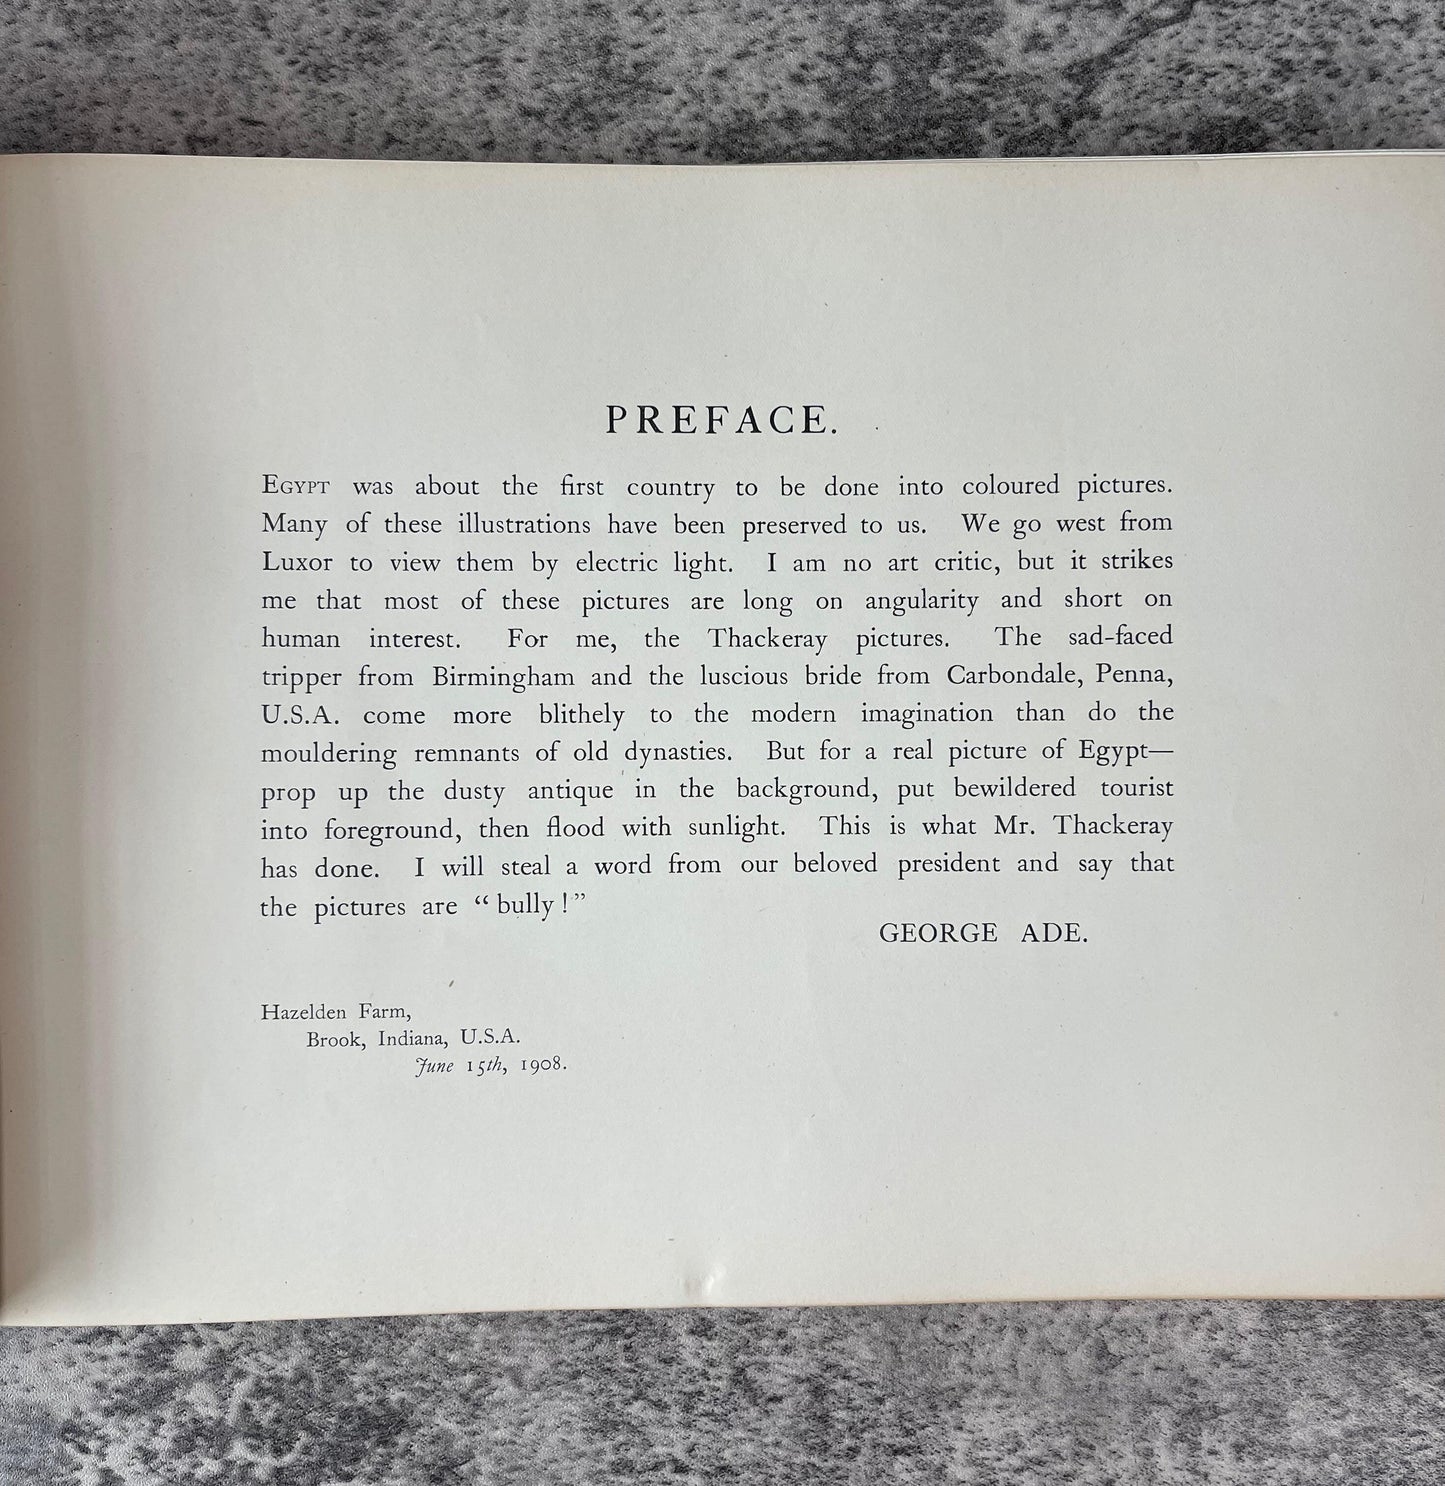 PREFACE.
EGYPT was about the first country to be done into coloured pictures.
Many of these illustrations have been preserved to us. We go west from
Luxor to view them by electric light. I am no art critic, but it strikes
me that most of these pictures are long on angularity and short on
human interest. For me, the Thackeray pictures. The sad-faced
tripper from Birmingham and the luscious bride from Carbondale, Penna,
U.S.A. come more blithely to the modern imagination than do the
mouldering remnants of old dynasties. But for a real picture of Egypt—
prop up the dusty antique in the background, put bewildered tourist
into foreground, then flood with sunlight. This is what Mr. Thackeray
has done. I will steal a word from our beloved president and say that
the pictures are “bully!”
GEORGE ADE.
Hazelden Farm,
Brook, Indiana, U.S.A.
June 15th, 1908.